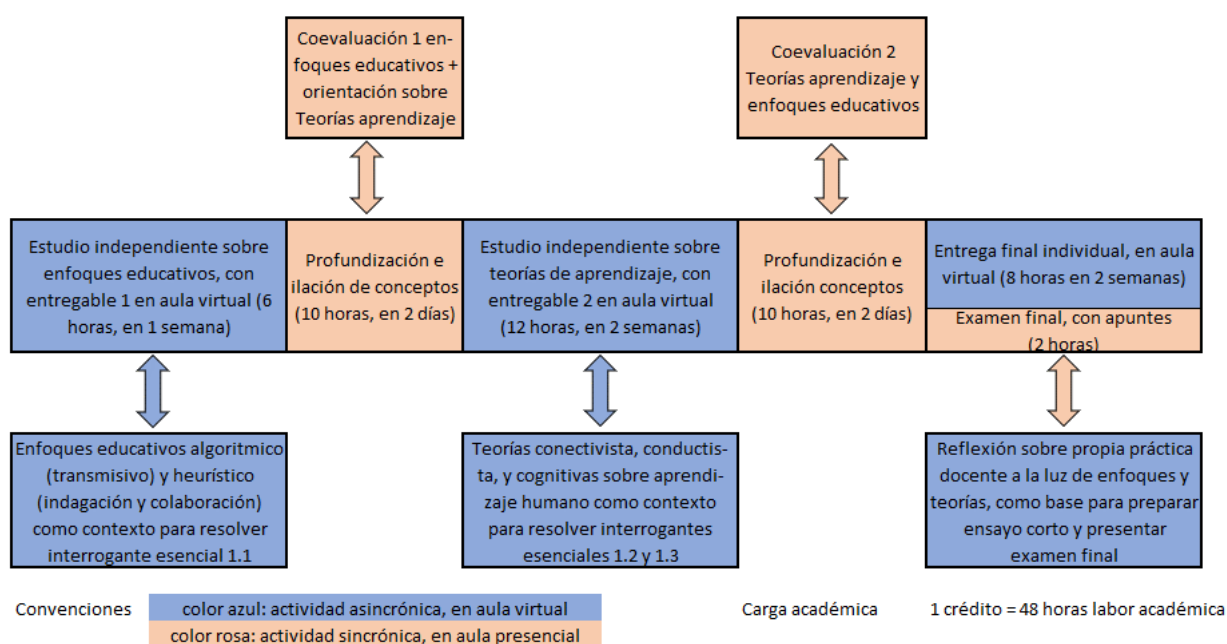 Coevaluación 1 en-
foques educativos +
orientación sobre
Teorías aprendizaje
Coevaluación 2
Teorías aprendizaje y
enfoques educativos
Estudio independiente sobre
enfoques educativos, con
entregable 1 en aula virtual (6
horas, en 1 semana)
Profundización e
ilación de conceptos
(10 horas, en 2 días)
Estudio independiente sobre
teorías de aprendizaje, con
entregable 2 en aula virtual
(12 horas, en 2 semanas)
Profundización e
ilación conceptos
(10 horas, en 2 días)
Entrega final individual, en aula
virtual (8 horas en 2 semanas)
Examen final, con apuntes
(2 horas)
Enfoques educativos algoritmico
(transmisivo) y heurístico
(indagación y colaboración)
como contexto para resolver
interrogante esencial 1.1
Teorías conectivista, conductis-
ta, y cognitivas sobre aprendi-
zaje humano como contexto
para resolver interrogantes
esenciales 1.2 y 1.3
Reflexión sobre propia práctica
docente a la luz de enfoques y
teorías, como base para preparar
ensayo corto y presentar
examen final
Convenciones
color azul: actividad asincrónica, en aula virtual
color rosa: actividad sincrónica, en aula presencial
Carga académica
1 crédito = 48 horas labor académica